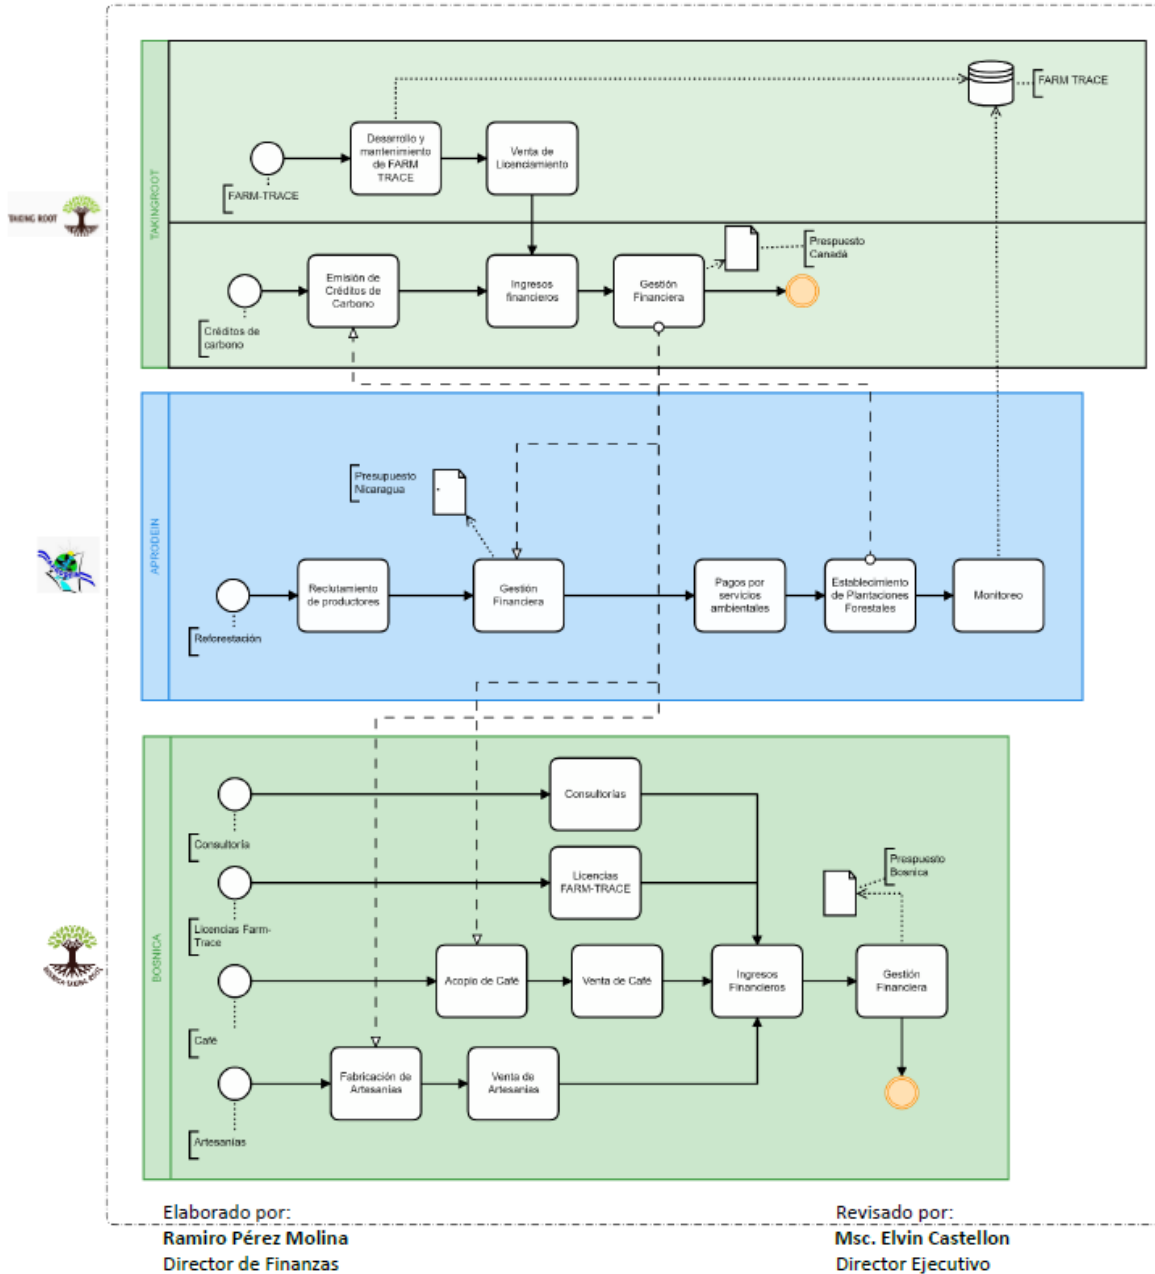 TAKINGROOT
FARM TRACE
Desarrollo y
mantenimiento
de FARM
TRACE
Venta de
Licenciamiento
FARM-TRACE
TAKING ROOT
Prespuesto
Canadá
Emisión de
Créditos de
Carbono
Ingresos
financieros
Gestión
Financiera
Créditos de
carbono
APRODEIN
Presupuesto
Nicaragua
Reclutamiento
de productores
Gestión
Financiera
Pagos por
servicios
ambientales
Establecimiento
de Plantaciones
Forestales
Monitoreo
Reforestación
BOSNICA
Consultorías
Consultoría
Licencias
FARM-TRACE
Prespuesto
Bosnica
Licencias Farm-
Trace
Acopio de Café
Venta de Café
Ingresos
Financieros
Gestión
Financiera
Café
Fabricación de
Artesanías
Venta de
Artesanías
Artesanías
Elaborado por:
Ramiro Pérez Molina
Director de Finanzas
Revisado por:
Msc. Elvin Castellon
Director Ejecutivo